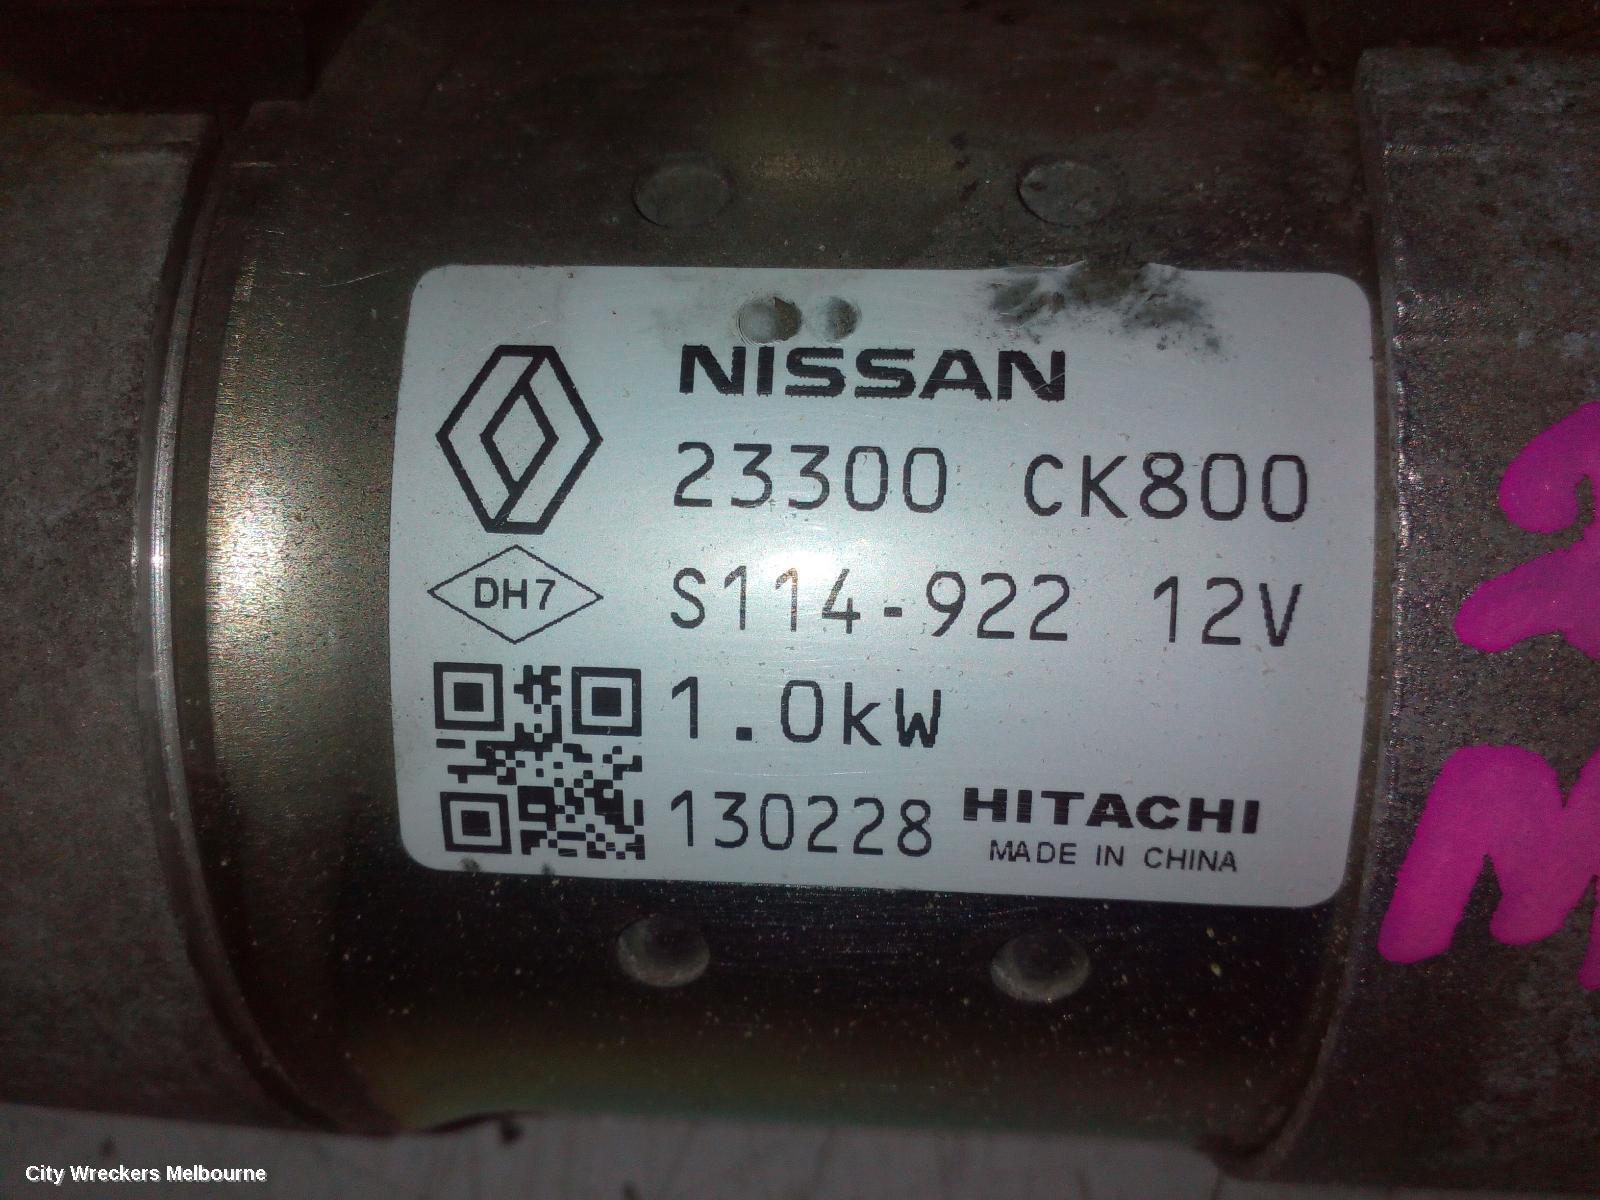 NISSAN
23300 CK800
DH7
S114-922 12V
1.0kW
130228 HITACHI
MADE IN CHINA
City Wreckers Melbourne